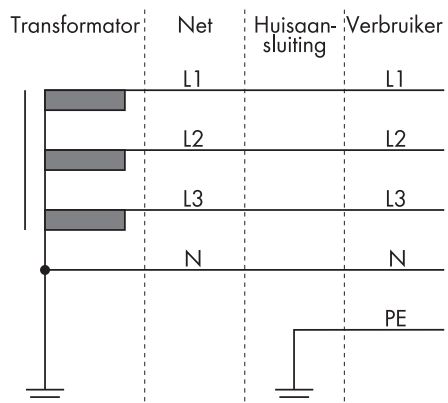 Transformator Net Huisaan- Verbruiker
sluiting
L1 L1
L2 L2
L3 L3
N N
PE